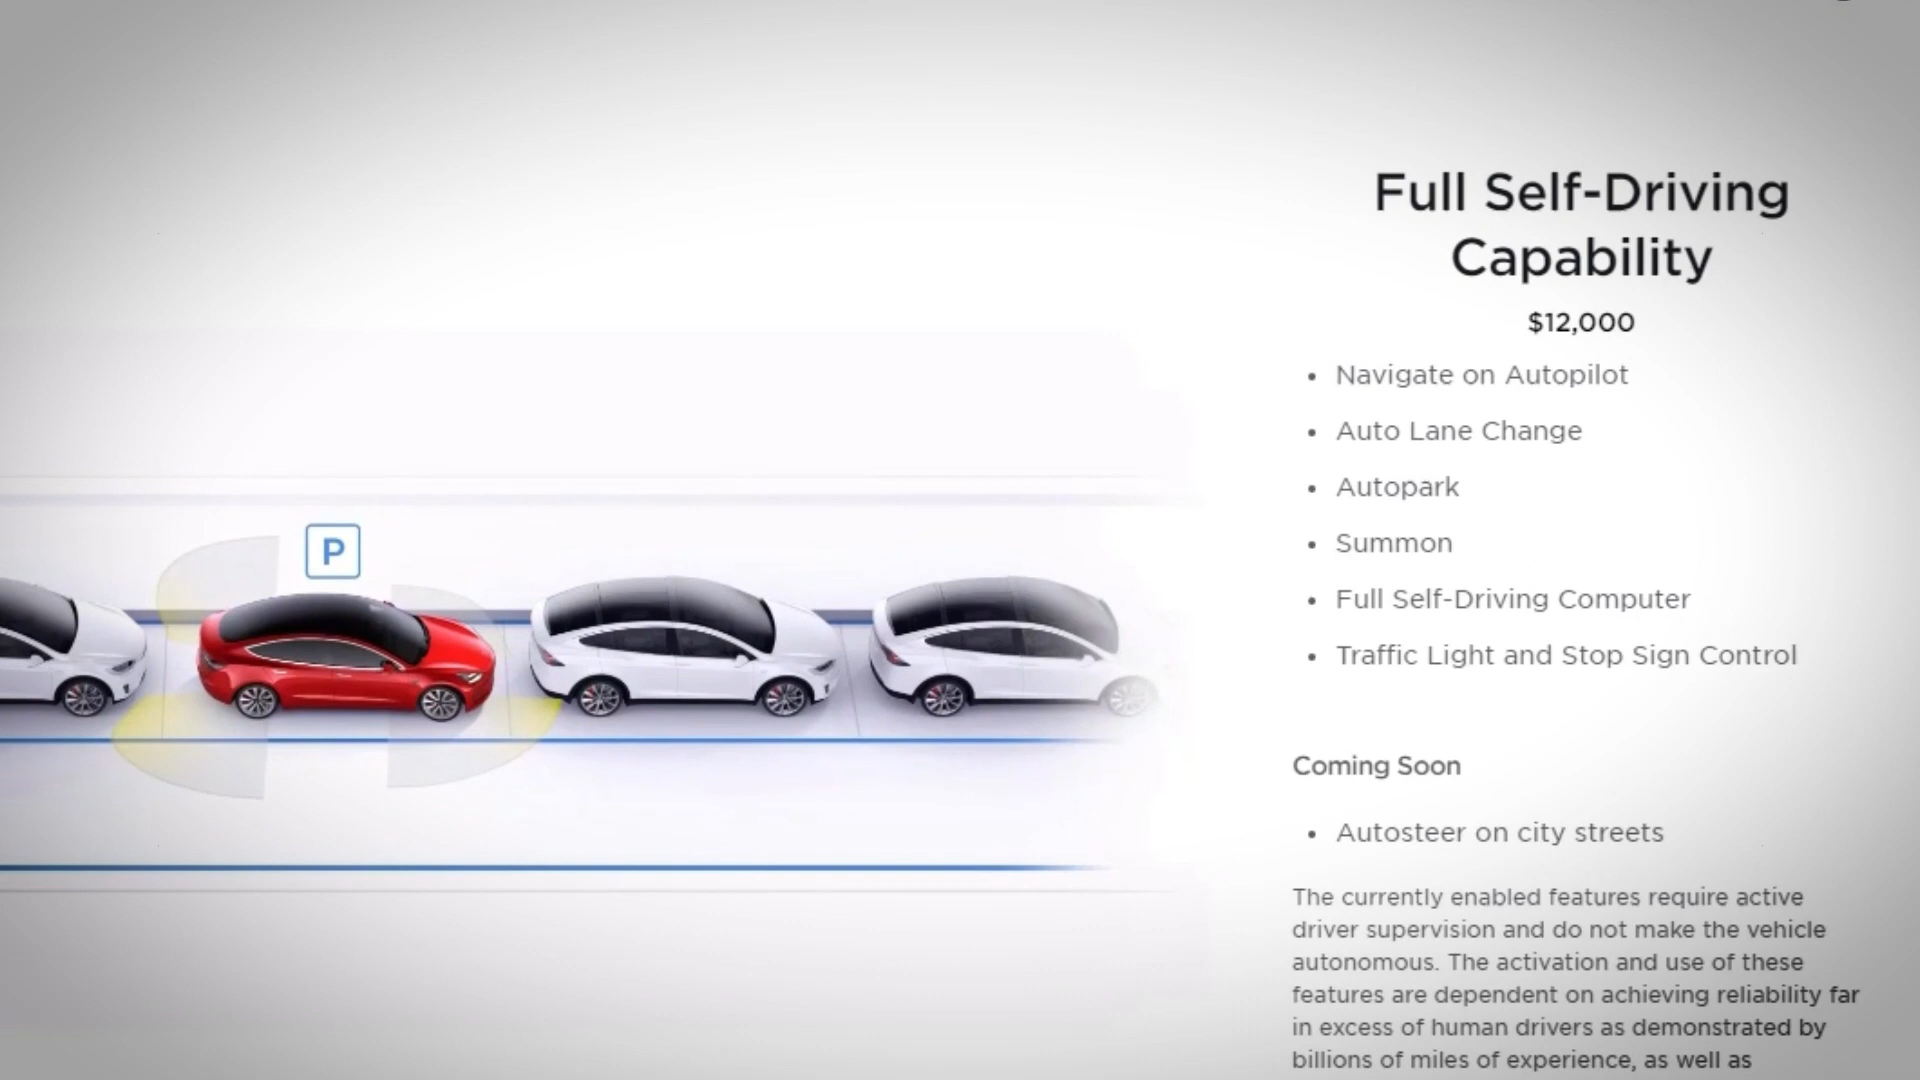 Full Self-Driving
Capability
$12,000
• Navigate on Autopilot
• Auto Lane Change
• Autopark
• Summon
• Full Self-Driving Computer
• Traffic Light and Stop Sign Control
P
Coming Soon
• Autosteer on city streets
The currently enabled features require active
driver supervision and do not make the vehicle
autonomous. The activation and use of these
features are dependent on achieving reliability far
in excess of human drivers as demonstrated by
billions of miles of experience, as well as